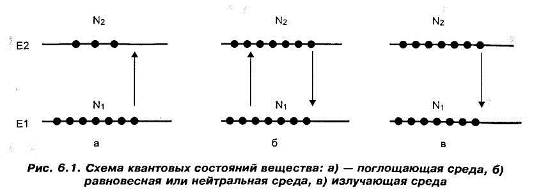 N₂ N₂ N₂
E2
N₁ N₁ N₁
E1
а б в
Рис. 6.1. Схема квантовых состояний вещества: а) — поглощающая среда, б)
равновесная или нейтральная среда, в) излучающая среда